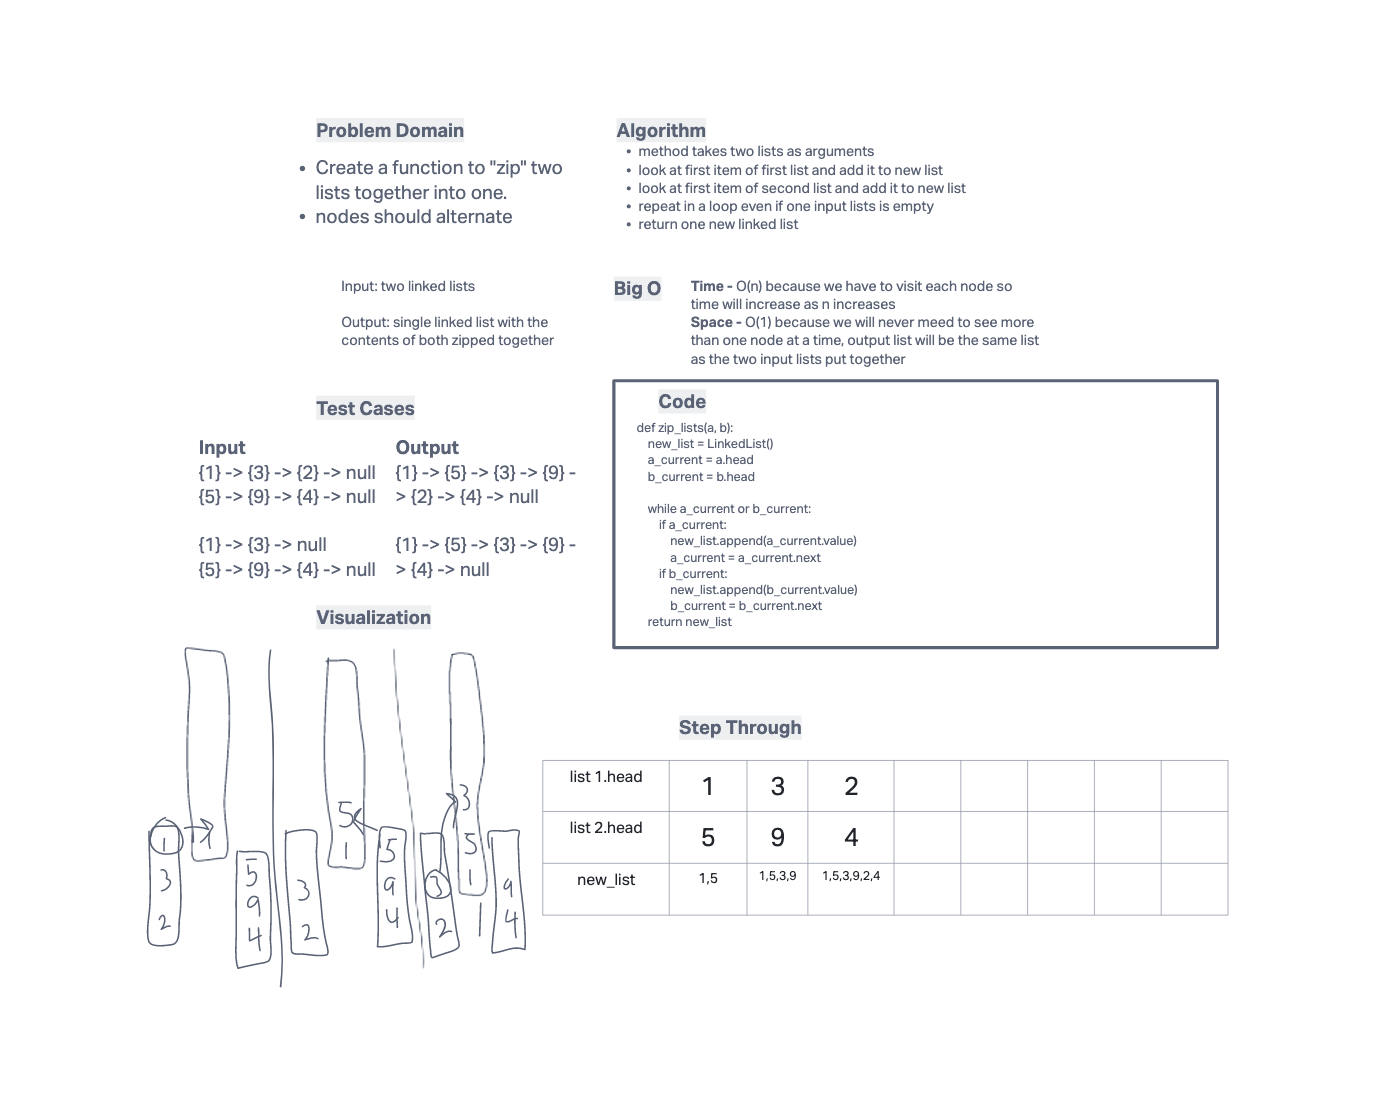 Problem Domain
• Create a function to "zip" two
lists together into one.
• nodes should alternate
Input: two linked lists
Output: single linked list with the
contents of both zipped together
Algorithm
• method takes two lists as arguments
• look at first item of first list and add it to new list
• look at first item of second list and add it to new list
• repeat in a loop even if one input lists is empty
• return one new linked list
Big O
Time - O(n) because we have to visit each node so
time will increase as n increases
Space - O(1) because we will never meed to see more
than one node at a time, output list will be the same list
as the two input lists put together
Test Cases
Input Output
{1} -> {3} -> {2} -> null {1} -> {5} -> {3} -> {9} -
{5} -> {9} -> {4} -> null > {2} -> {4} -> null
{1} -> {3} -> null {1} -> {5} -> {3} -> {9} -
{5} -> {9} -> {4} -> null > {4} -> null
Code
def zip_lists(a, b):
new_list = LinkedList()
a_current = a.head
b_current = b.head
while a_current or b_current:
if a_current:
new_list.append(a_current.value)
a_current = a_current.next
if b_current:
new_list.append(b_current.value)
b_current = b_current.next
return new_list
Visualization
1
3
2
1
5
9
4
3
2
5
1
5
9
4
3
2
3
5
1
1
9
4
Step Through
list 1.head 1 3 2
list 2.head 5 9 4
new_list 1,5 1,5,3,9 1,5,3,9,2,4